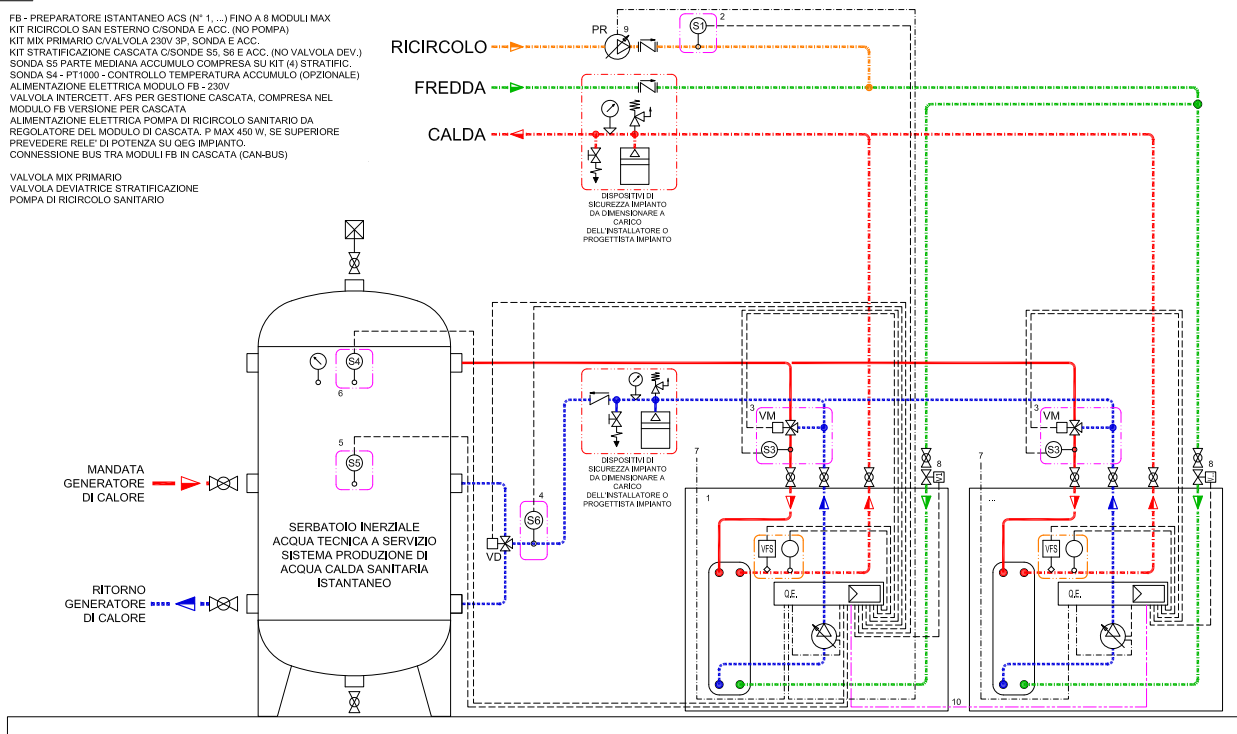 FB - PREPARATORE ISTANTANEO ACS (N° 1, ...) FINO A 8 MODULI MAX
KIT RICIRCOLO SAN ESTERNO C/SONDA E ACC. (NO POMPA)
KIT MIX PRIMARIO C/VALVOLA 230V 3P, SONDA E ACC.
KIT STRATIFICAZIONE CASCATA C/SONDE S5, S6 E ACC. (NO VALVOLA DEV.)
SONDA S5 PARTE MEDIANA ACCUMULO COMPRESA SU KIT (4) STRATIFIC.
SONDA S4 - PT1000 - CONTROLLO TEMPERATURA ACCUMULO (OPZIONALE)
ALIMENTAZIONE ELETTRICA MODULO FB - 230V
VALVOLA INTERCETT. AFS PER GESTIONE CASCATA, COMPRESA NEL
MODULO FB VERSIONE PER CASCATA
ALIMENTAZIONE ELETTRICA POMPA DI RICIRCOLO SANITARIO DA
REGOLATORE DEL MODULO DI CASCATA. P MAX 450 W, SE SUPERIORE
PREVEDERE RELE' DI POTENZA SU QEG IMPIANTO.
CONNESSIONE BUS TRA MODULI FB IN CASCATA (CAN-BUS)
VALVOLA MIX PRIMARIO
VALVOLA DEVIATRICE STRATIFICAZIONE
POMPA DI RICIRCOLO SANITARIO
PR
9
S1
2
RICIRCOLO
FREDDA
CALDA
DISPOSITIVI DI
SICUREZZA IMPIANTO
DA DIMENSIONARE A
CARICO
DELL'INSTALLATORE O
PROGETTISTA IMPIANTO
S4
6
5
S5
MANDATA
GENERATORE
DI CALORE
SERBATOIO INERZIALE
ACQUA TECNICA A SERVIZIO
SISTEMA PRODUZIONE DI
ACQUA CALDA SANITARIA
ISTANTANEO
RITORNO
GENERATORE
DI CALORE
VD
4
S6
DISPOSITIVI DI
SICUREZZA IMPIANTO
DA DIMENSIONARE A
CARICO
DELL'INSTALLATORE O
PROGETTISTA IMPIANTO
3
VM
S3
7
8
1
VFS
Q.E.
3
VM
S3
7
8
...
VFS
Q.E.
10